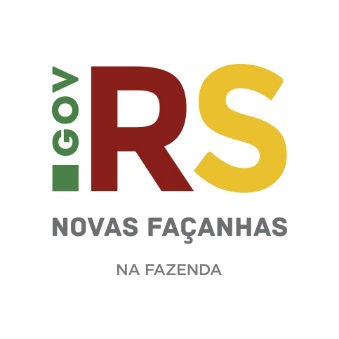 .GOV
RS
NOVAS FAÇANHAS
NA FAZENDA